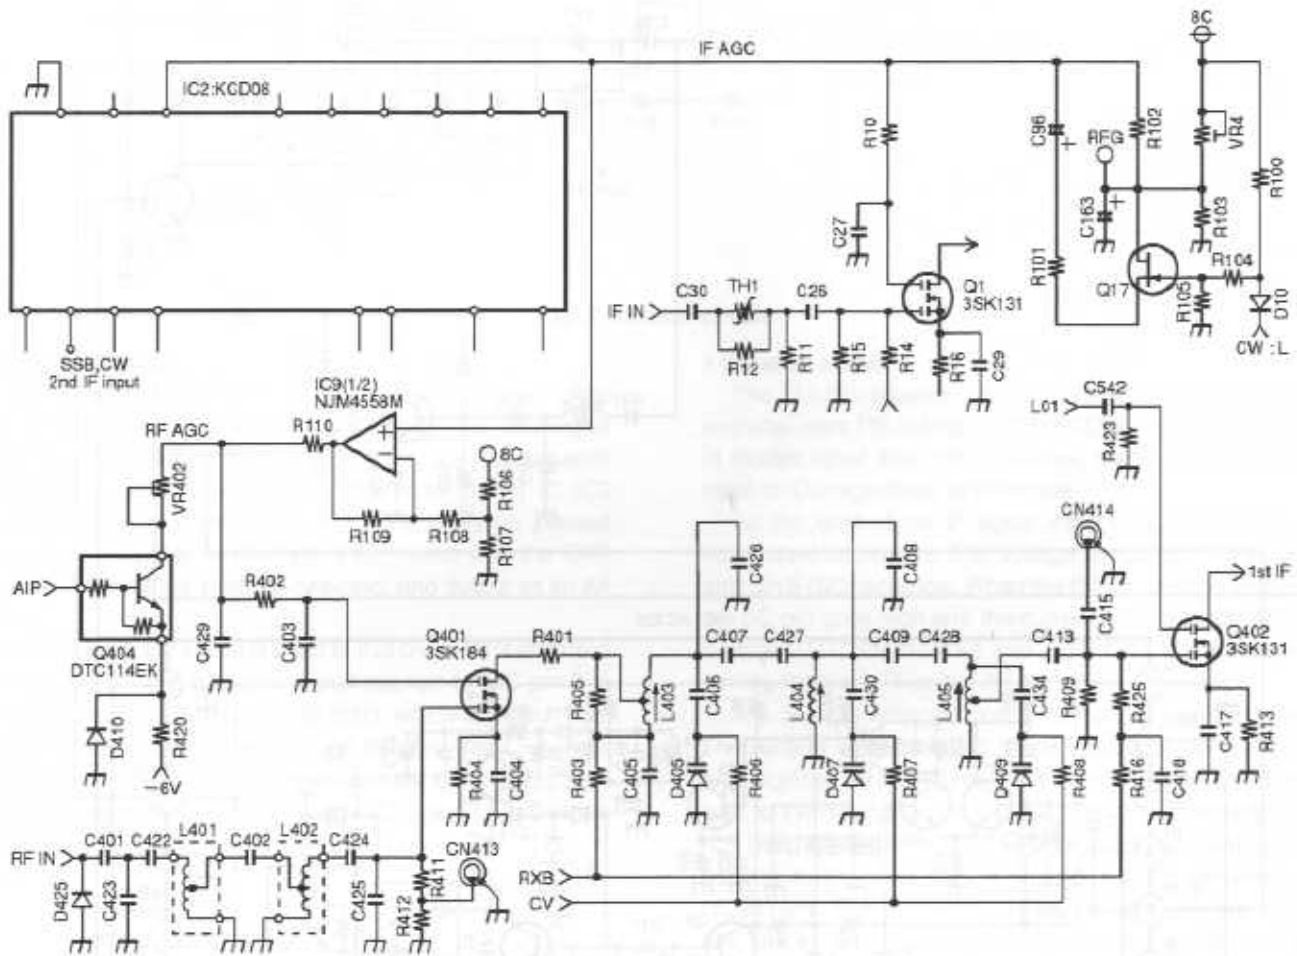 8C
IF AGC
IC2:KCD08
R10
C96
R102
RFG
VR4
R100
C163
R103
C27
R101
R104
Q17
R105
D10
CW :L
C30
TH1
C26
Q1
3SK131
IF IN
R12
R11
R15
R14
R16
C29
SSB,CW
2nd IF input
IC9(1/2)
NJM4558M
R110
RF AGC
8C
R106
R109
R108
R107
VR402
L01
C542
R423
CN414
1st IF
AIP
Q404
DTC114EK
R402
C429
C403
Q401
3SK184
R401
C426
C408
C415
C407
C427
C409
C428
C413
Q402
3SK131
R405
L403
C406
L404
C430
L405
C434
R409
R425
C417
R413
D410
R420
-6V
R404
C404
R403
C405
D405
R406
D407
R407
D409
R408
R416
C418
RF IN
C401
C422
L401
C402
L402
C424
D425
C423
C425
R411
R412
CN413
RXB
CV